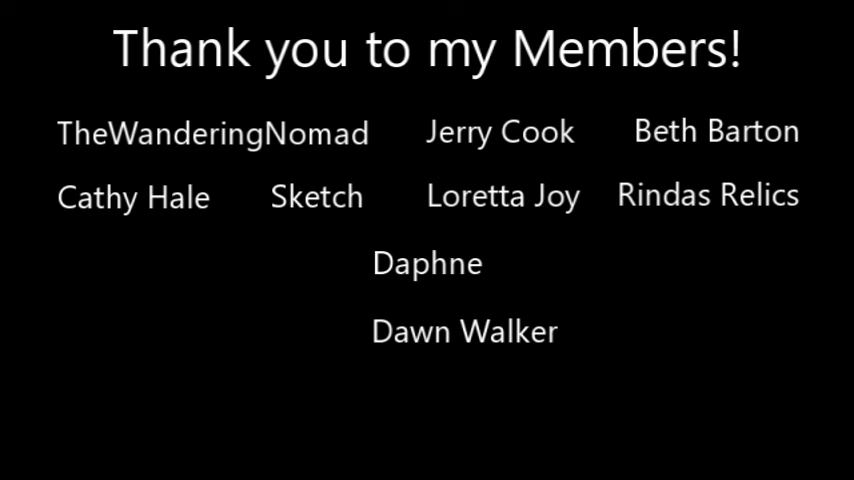 Thank you to my Members!
TheWanderingNomad Jerry Cook Beth Barton
Cathy Hale Sketch Loretta Joy Rindas Relics
Daphne
Dawn Walker